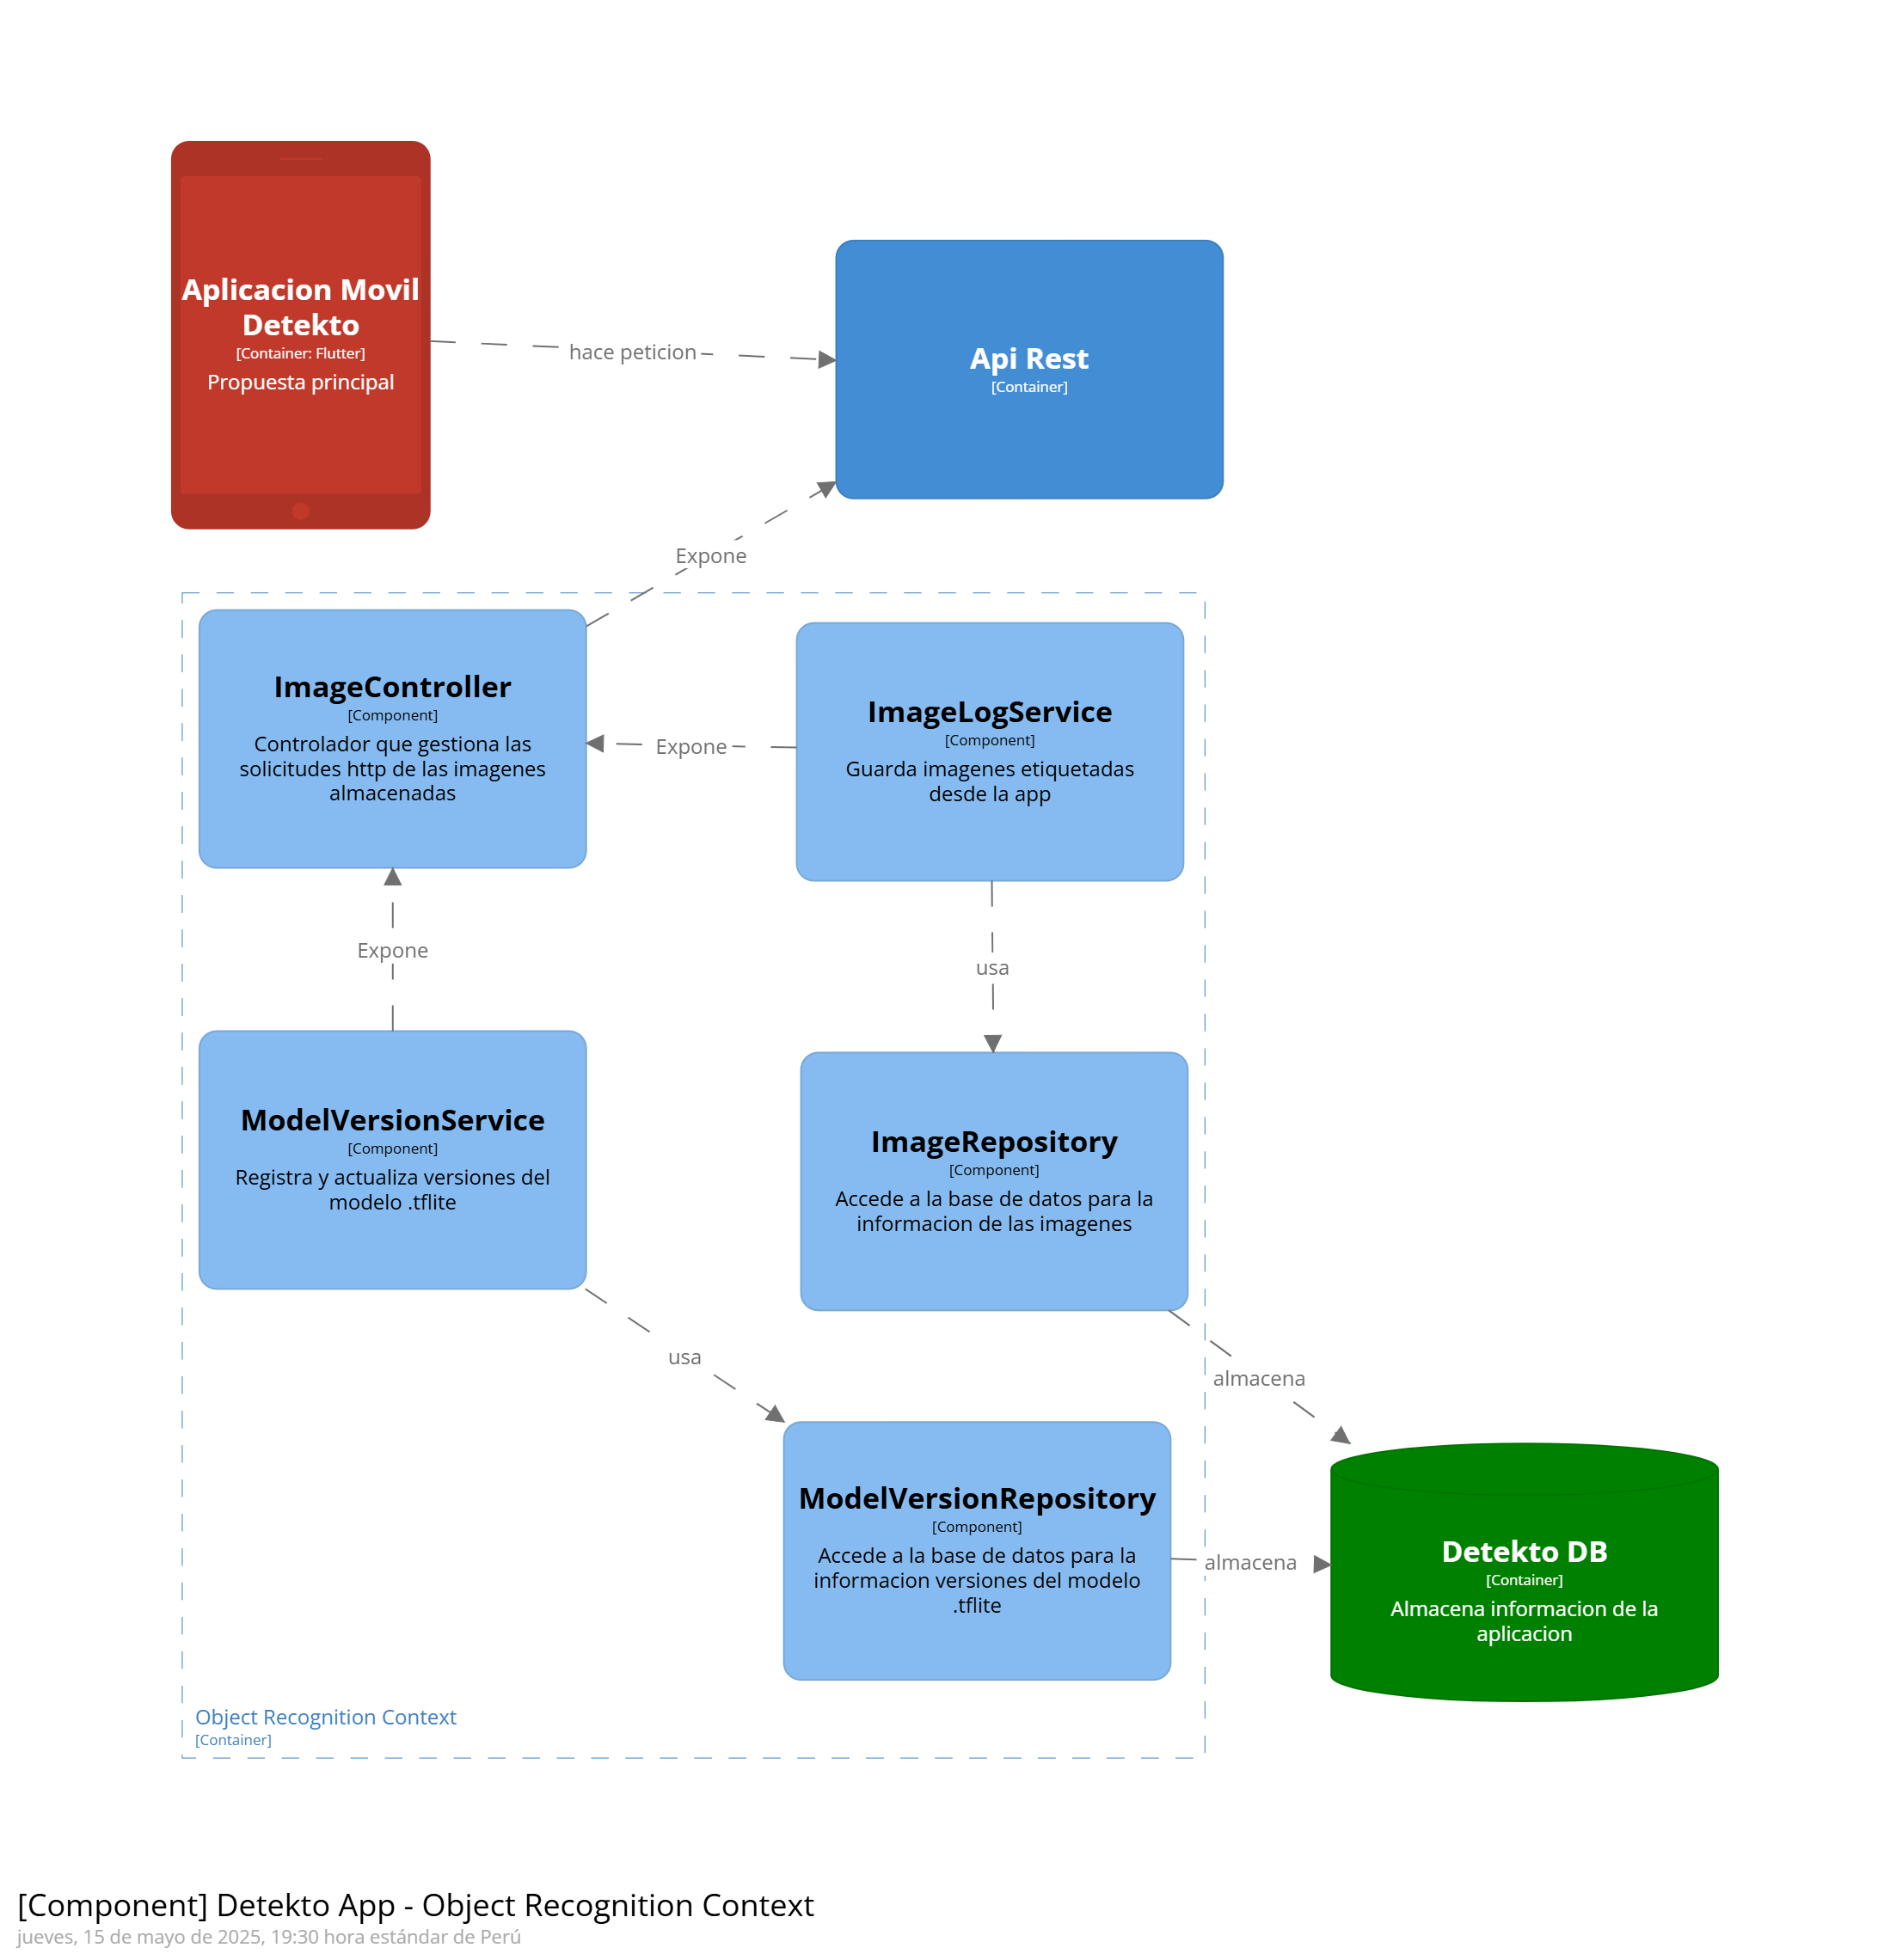 Aplicacion Movil
Detekto
[Container: Flutter]
Propuesta principal
hace peticion
Api Rest
[Container]
Expone
ImageController
[Component]
Controlador que gestiona las
solicitudes http de las imagenes
almacenadas
Expone
ImageLogService
[Component]
Guarda imagenes etiquetadas
desde la app
Expone
usa
ModelVersionService
[Component]
Registra y actualiza versiones del
modelo .tflite
ImageRepository
[Component]
Accede a la base de datos para la
informacion de las imagenes
usa
almacena
ModelVersionRepository
[Component]
Accede a la base de datos para la
informacion versiones del modelo
.tflite
almacena
Detekto DB
[Container]
Almacena informacion de la
aplicacion
Object Recognition Context
[Container]
[Component] Detekto App - Object Recognition Context
jueves, 15 de mayo de 2025, 19:30 hora estándar de Perú